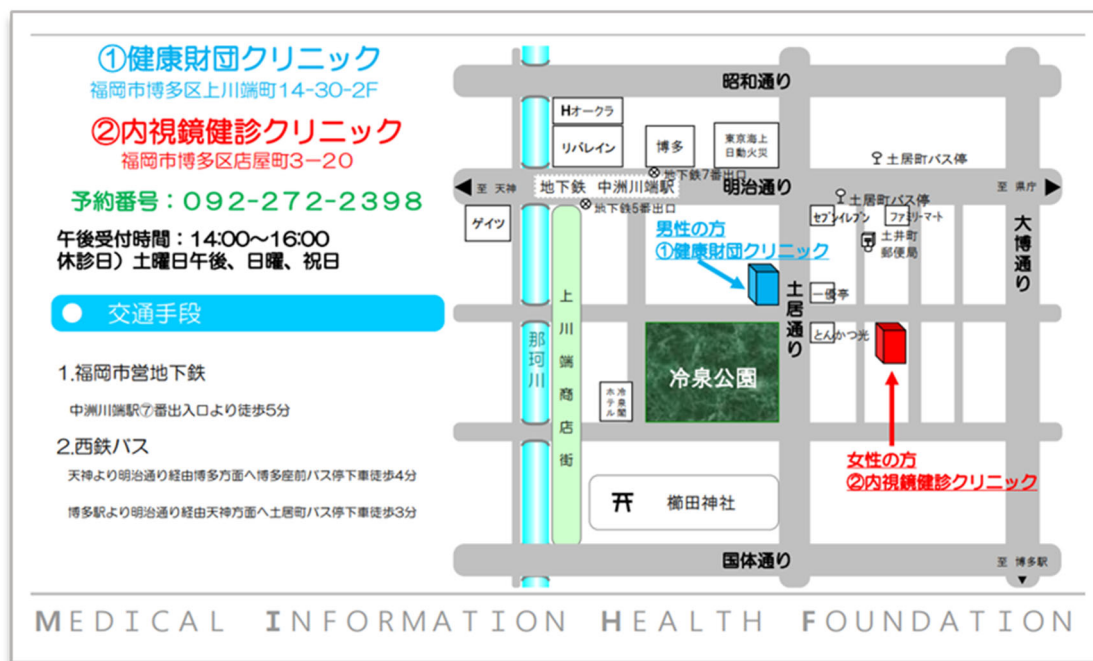 ①健康財団クリニック
福岡市博多区上川端町14-30-2F
②内視鏡健診クリニック
福岡市博多区店屋町3－20
予約番号：092-272-2398
午後受付時間：14:00～16:00
休診日）土曜日午後、日曜、祝日
交通手段
1.福岡市営地下鉄
中洲川端駅⑦番出入口より徒歩5分
2.西鉄バス
天神より明治通り経由博多方面へ博多座前バス停下車徒歩4分
博多駅より明治通り経由天神方面へ土居町バス停下車徒歩3分
昭和通り
Hオークラ
リバレイン
博多
東京海上
日動火災
土居町バス停
地下鉄7番出口
至 天神
地下鉄 中洲川端駅
明治通り
至 県庁
地下鉄5番出口
土居町バス停
ゲイツ
セブンイレブン
ファミリーマート
男性の方
①健康財団クリニック
土井町
郵便局
大博通り
上川端商店街
一優亭
土居通り
那珂川
とんかつ光
冷泉公園
冷泉閣
ホテル
女性の方
②内視鏡健診クリニック
櫛田神社
国体通り
至 博多駅
MEDICAL INFORMATION HEALTH FOUNDATION